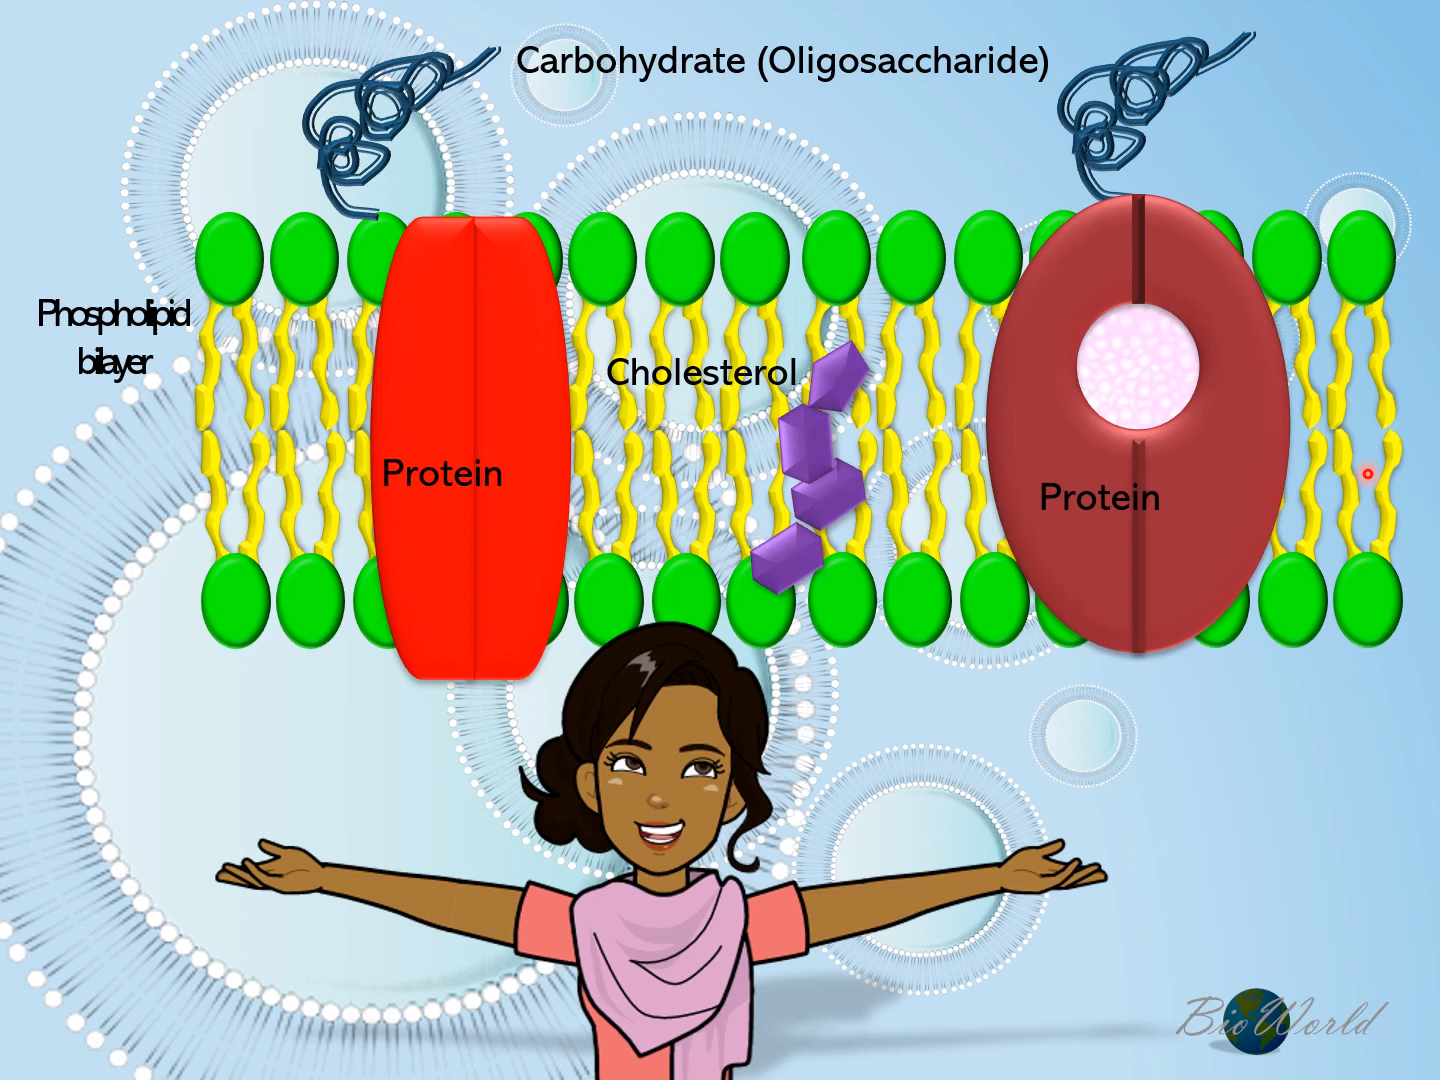 Carbohydrate (Oligosaccharide)
Phospholipid
bilayer
Cholesterol
Protein
Protein
BioWorld